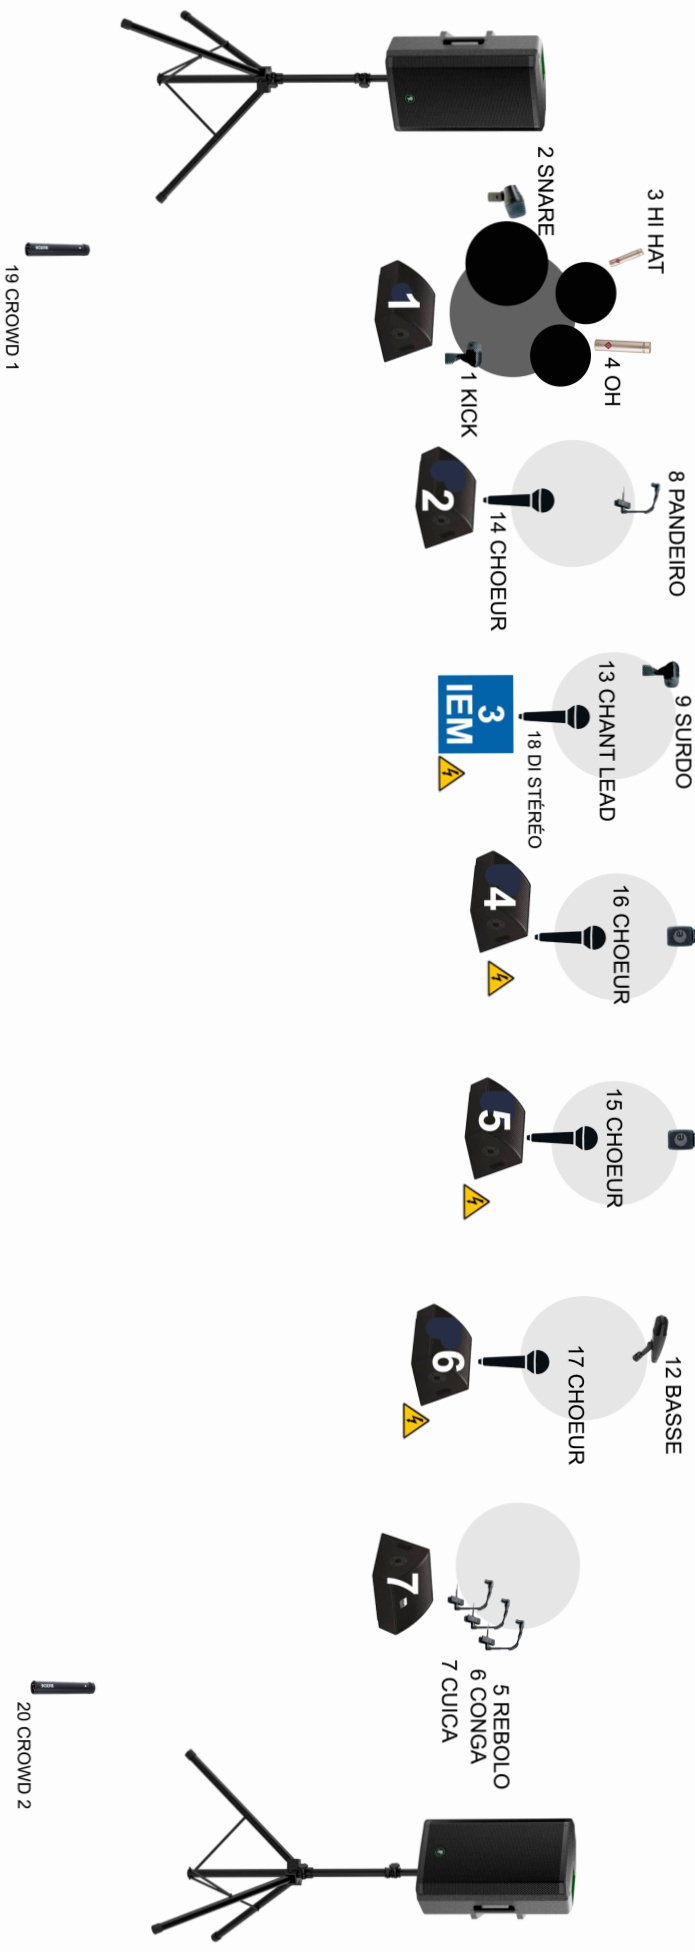 2 SNARE
3 HI HAT
4 OH
1 KICK
1
19 CROWD 1
8 PANDEIRO
14 CHOEUR
2
9 SURDO
13 CHANT LEAD
18 DI STÉRÉO
3
IEM
16 CHOEUR
4
15 CHOEUR
5
12 BASSE
17 CHOEUR
6
5 REBOLO
6 CONGA
7 CUICA
7
20 CROWD 2